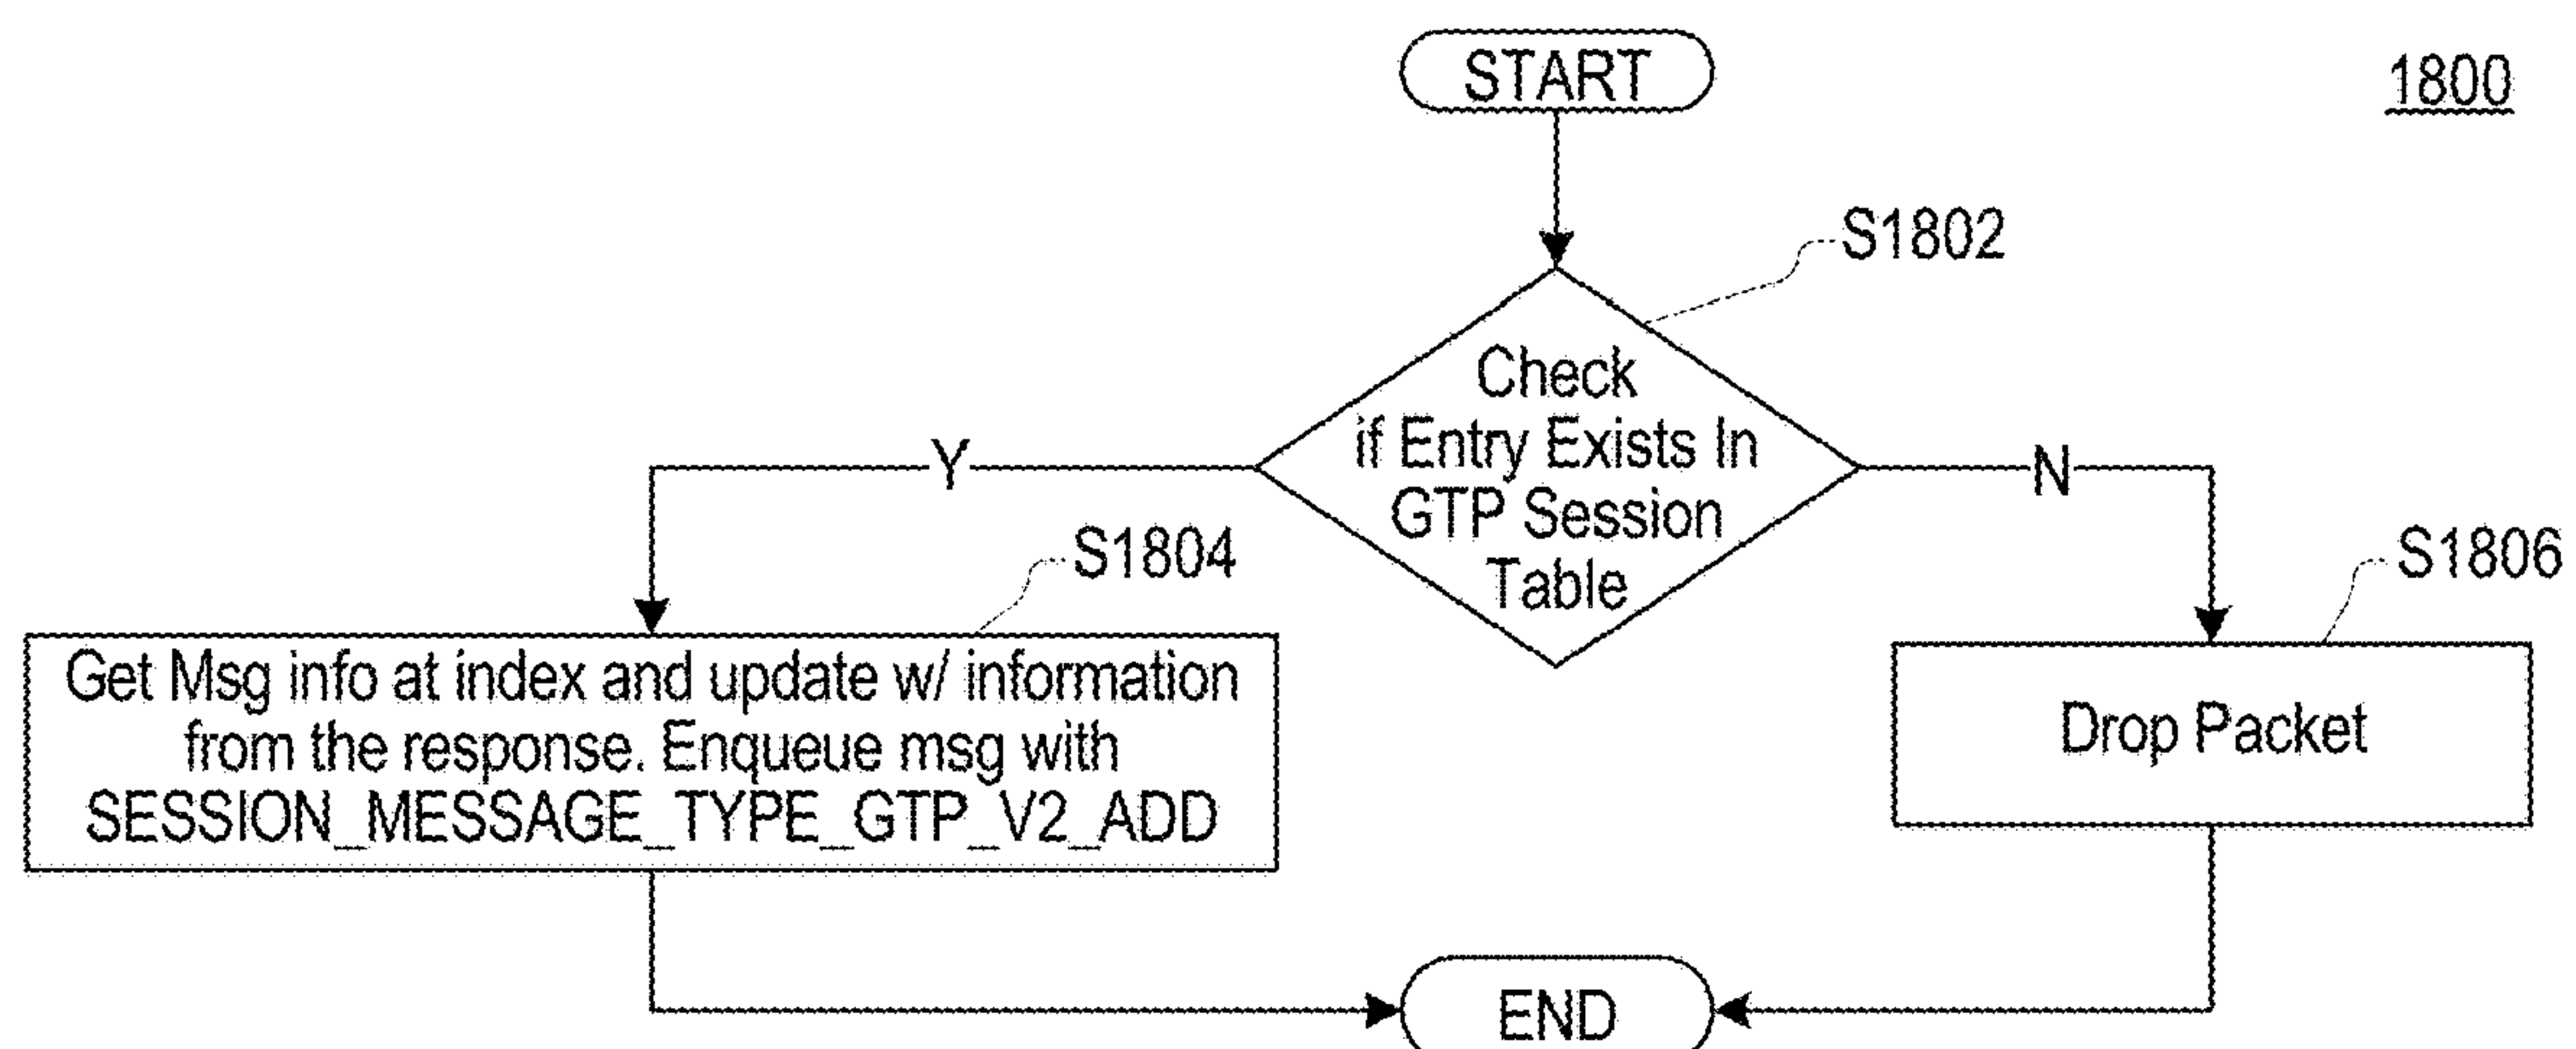 START
1800
S1802
Check
if Entry Exists In
GTP Session
Table
Y
N
S1804
S1806
Get Msg info at index and update w/ information
from the response. Enqueue msg with
SESSION_MESSAGE_TYPE_GTP_V2_ADD
Drop Packet
END